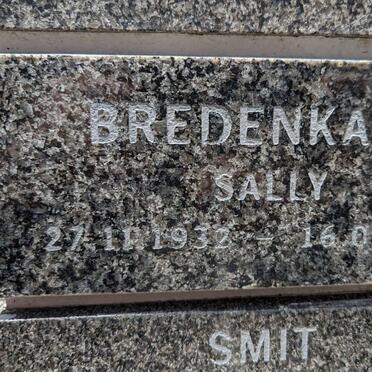 BREDENKA
SALLY
27.11.1932 - 16.0
SMIT